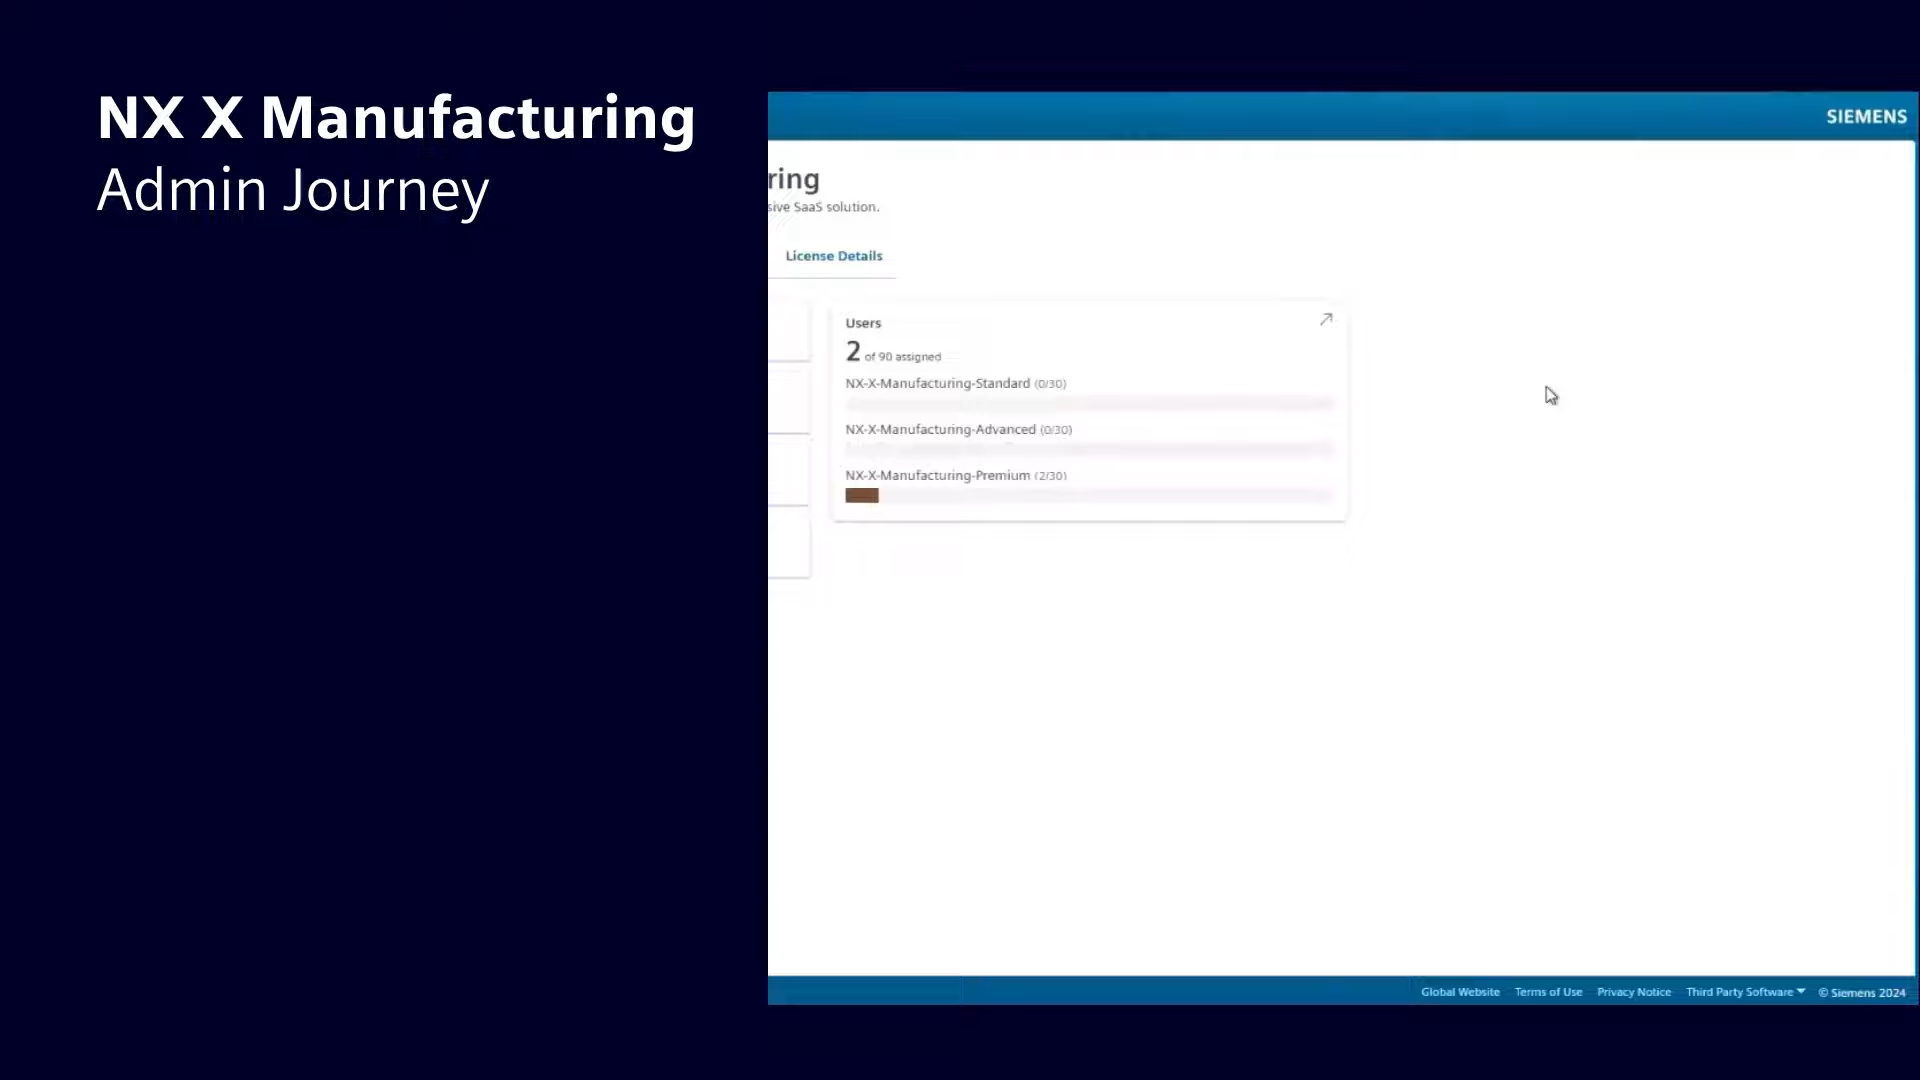 NX X Manufacturing
Admin Journey
SIEMENS
ring
sive SaaS solution.
License Details
Users
2 of 90 assigned
NX-X-Manufacturing-Standard (0/30)
NX-X-Manufacturing-Advanced (0/30)
NX-X-Manufacturing-Premium (2/30)
Global Website Terms of Use Privacy Notice Third Party Software © Siemens 2024